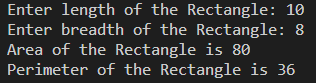 Enter length of the Rectangle: 10
Enter breadth of the Rectangle: 8
Area of the Rectangle is 80
Perimeter of the Rectangle is 36